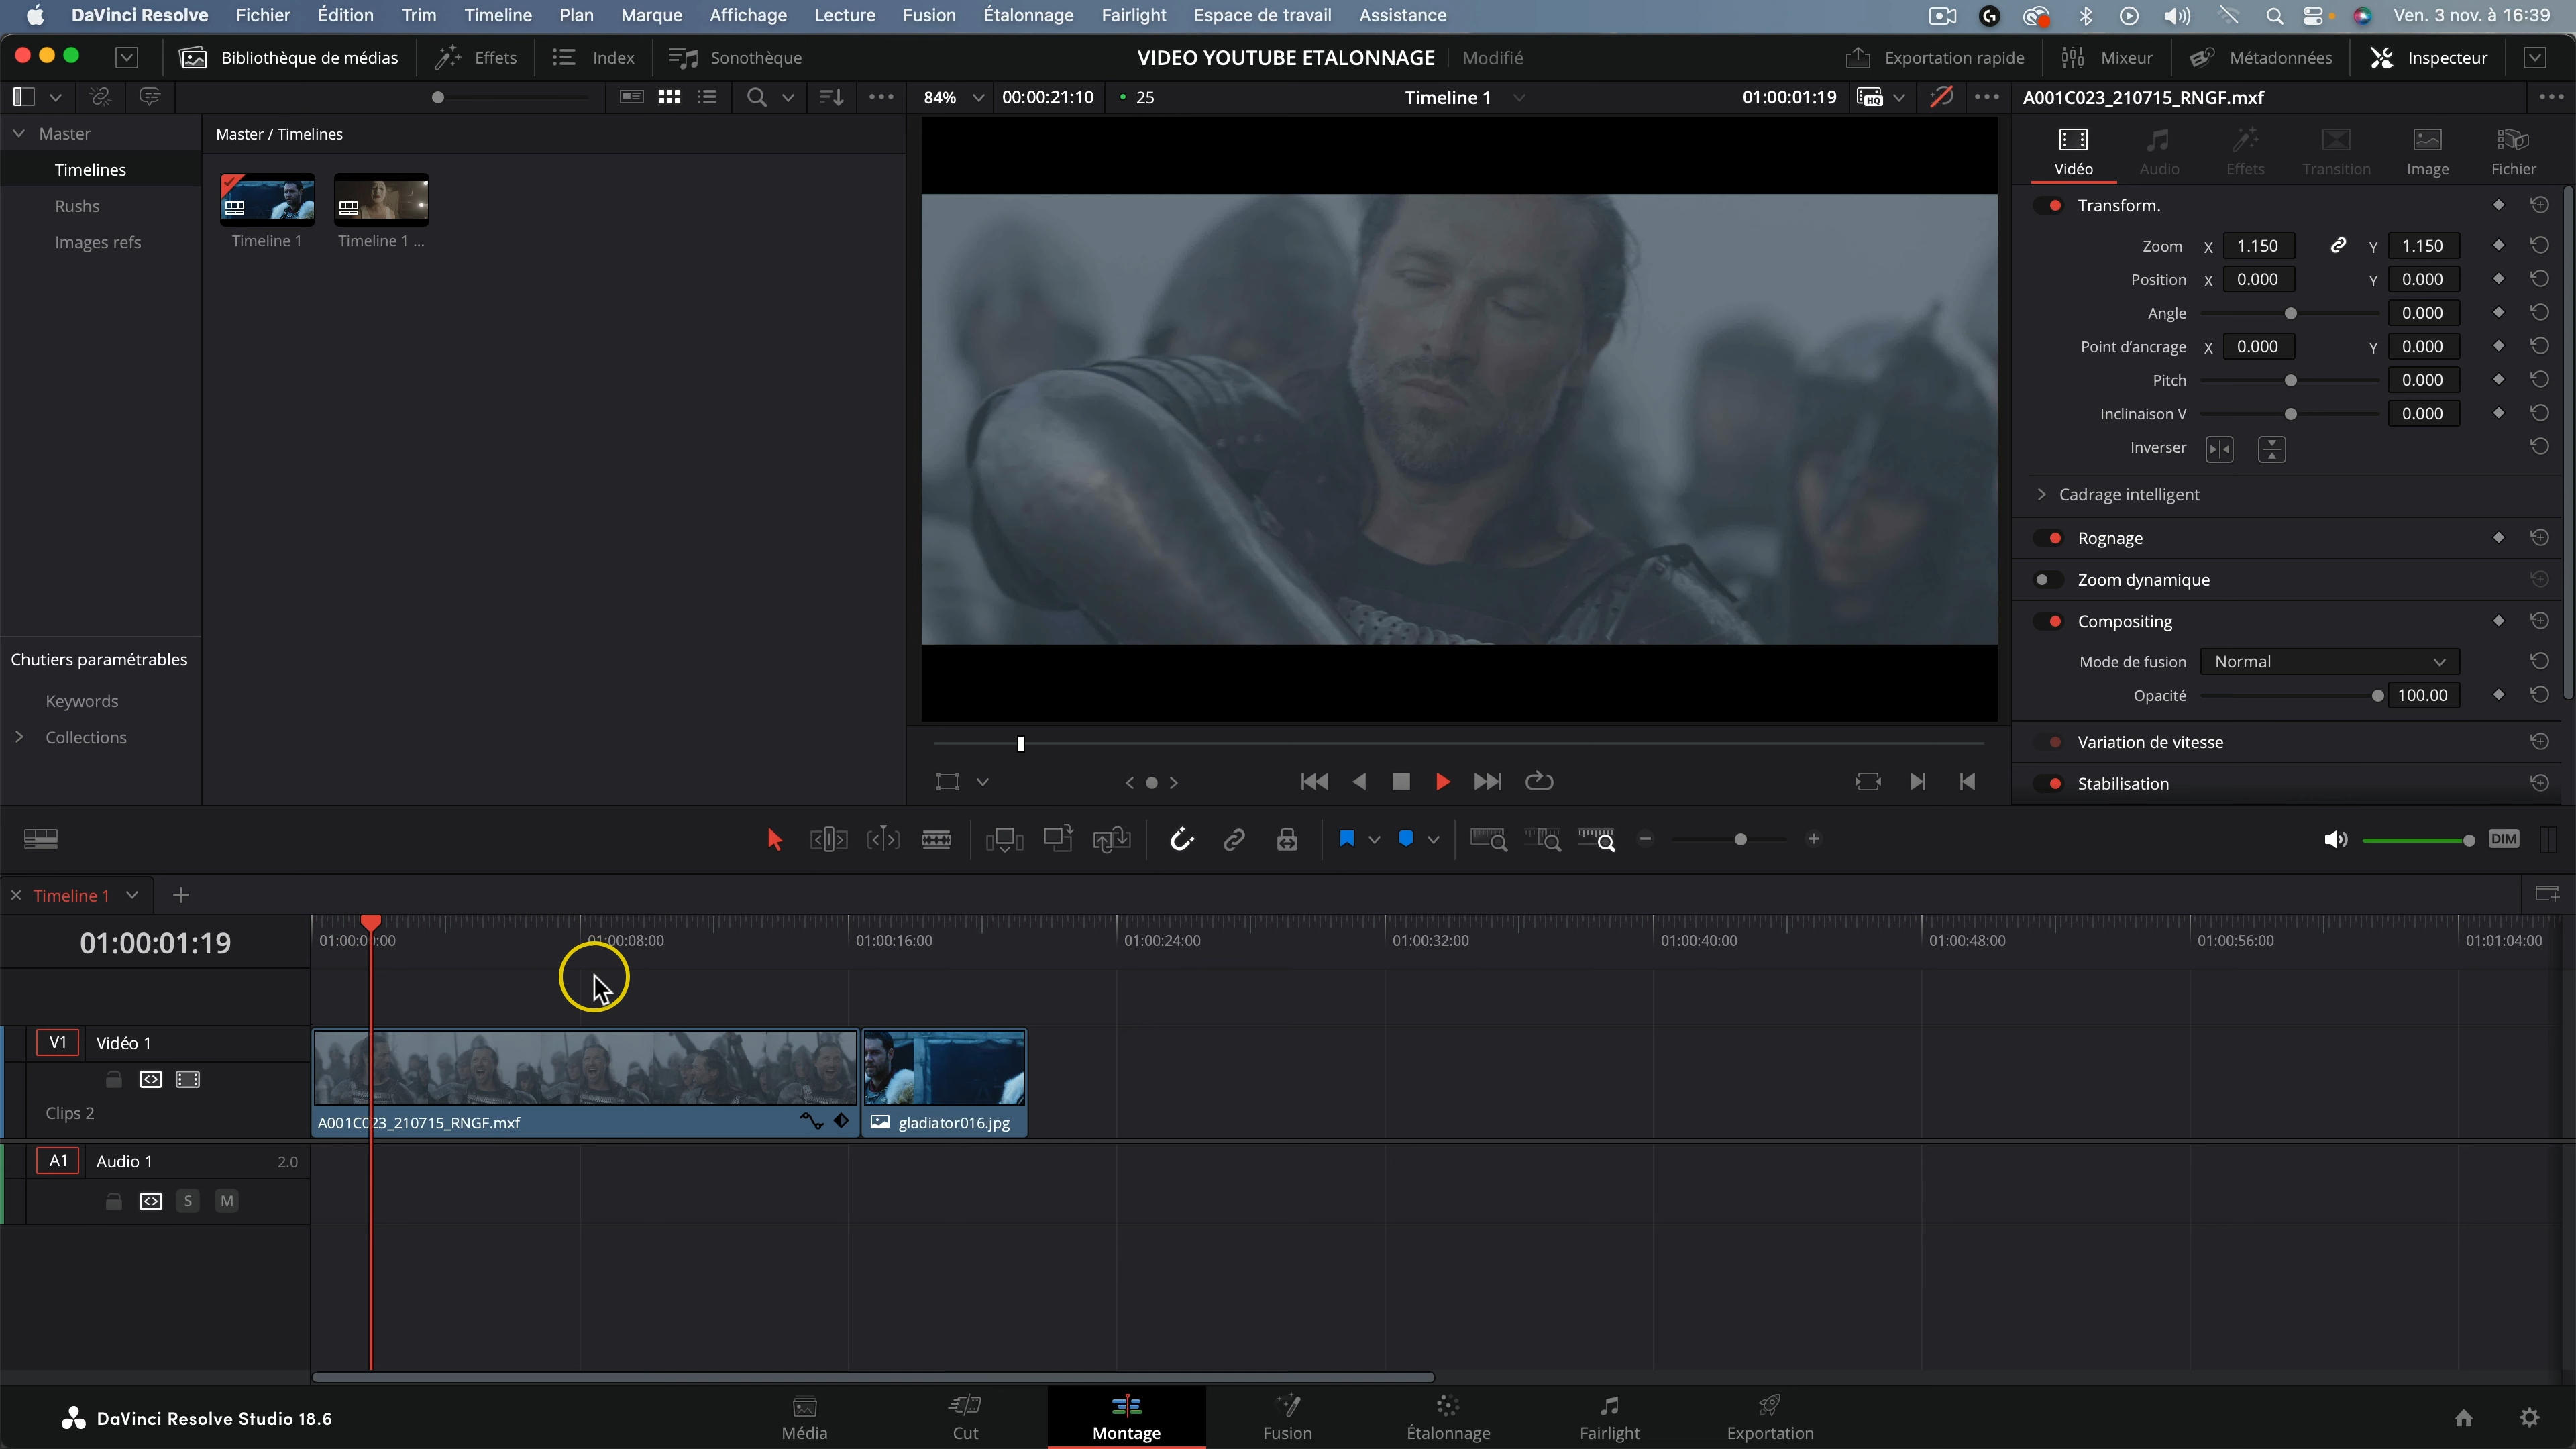 DaVinci Resolve Fichier Édition Trim Timeline Plan Marque Affichage Lecture Fusion Étalonnage Fairlight Espace de travail Assistance Ven. 3 nov. à 16:39
Bibliothèque de médias Effets Index Sonothèque VIDEO YOUTUBE ETALONNAGE Modifié Exportation rapide Mixeur Métadonnées Inspecteur
84% 00:00:21:10 25 Timeline 1 01:00:01:19 HQ A001C023_210715_RNGF.mxf
Master Master / Timelines
Timelines
Rushs
Images refs
Timeline 1 Timeline 1 ...
Vidéo Audio Effets Transition Image Fichier
Transform.
Zoom X 1.150 Y 1.150
Position X 0.000 Y 0.000
Angle 0.000
Point d'ancrage X 0.000 Y 0.000
Pitch 0.000
Inclinaison V 0.000
Inverser
Cadrage intelligent
Rognage
Zoom dynamique
Compositing
Mode de fusion Normal
Opacité 100.00
Variation de vitesse
Stabilisation
Chutiers paramétrables
Keywords
Collections
DIM
Timeline 1
01:00:01:19 01:00:00:00 01:00:08:00 01:00:16:00 01:00:24:00 01:00:32:00 01:00:40:00 01:00:48:00 01:00:56:00 01:01:04:00
V1 Vidéo 1
Clips 2
A001C023_210715_RNGF.mxf gladiator016.jpg
A1 Audio 1 2.0
S M
DaVinci Resolve Studio 18.6 Média Cut Montage Fusion Étalonnage Fairlight Exportation